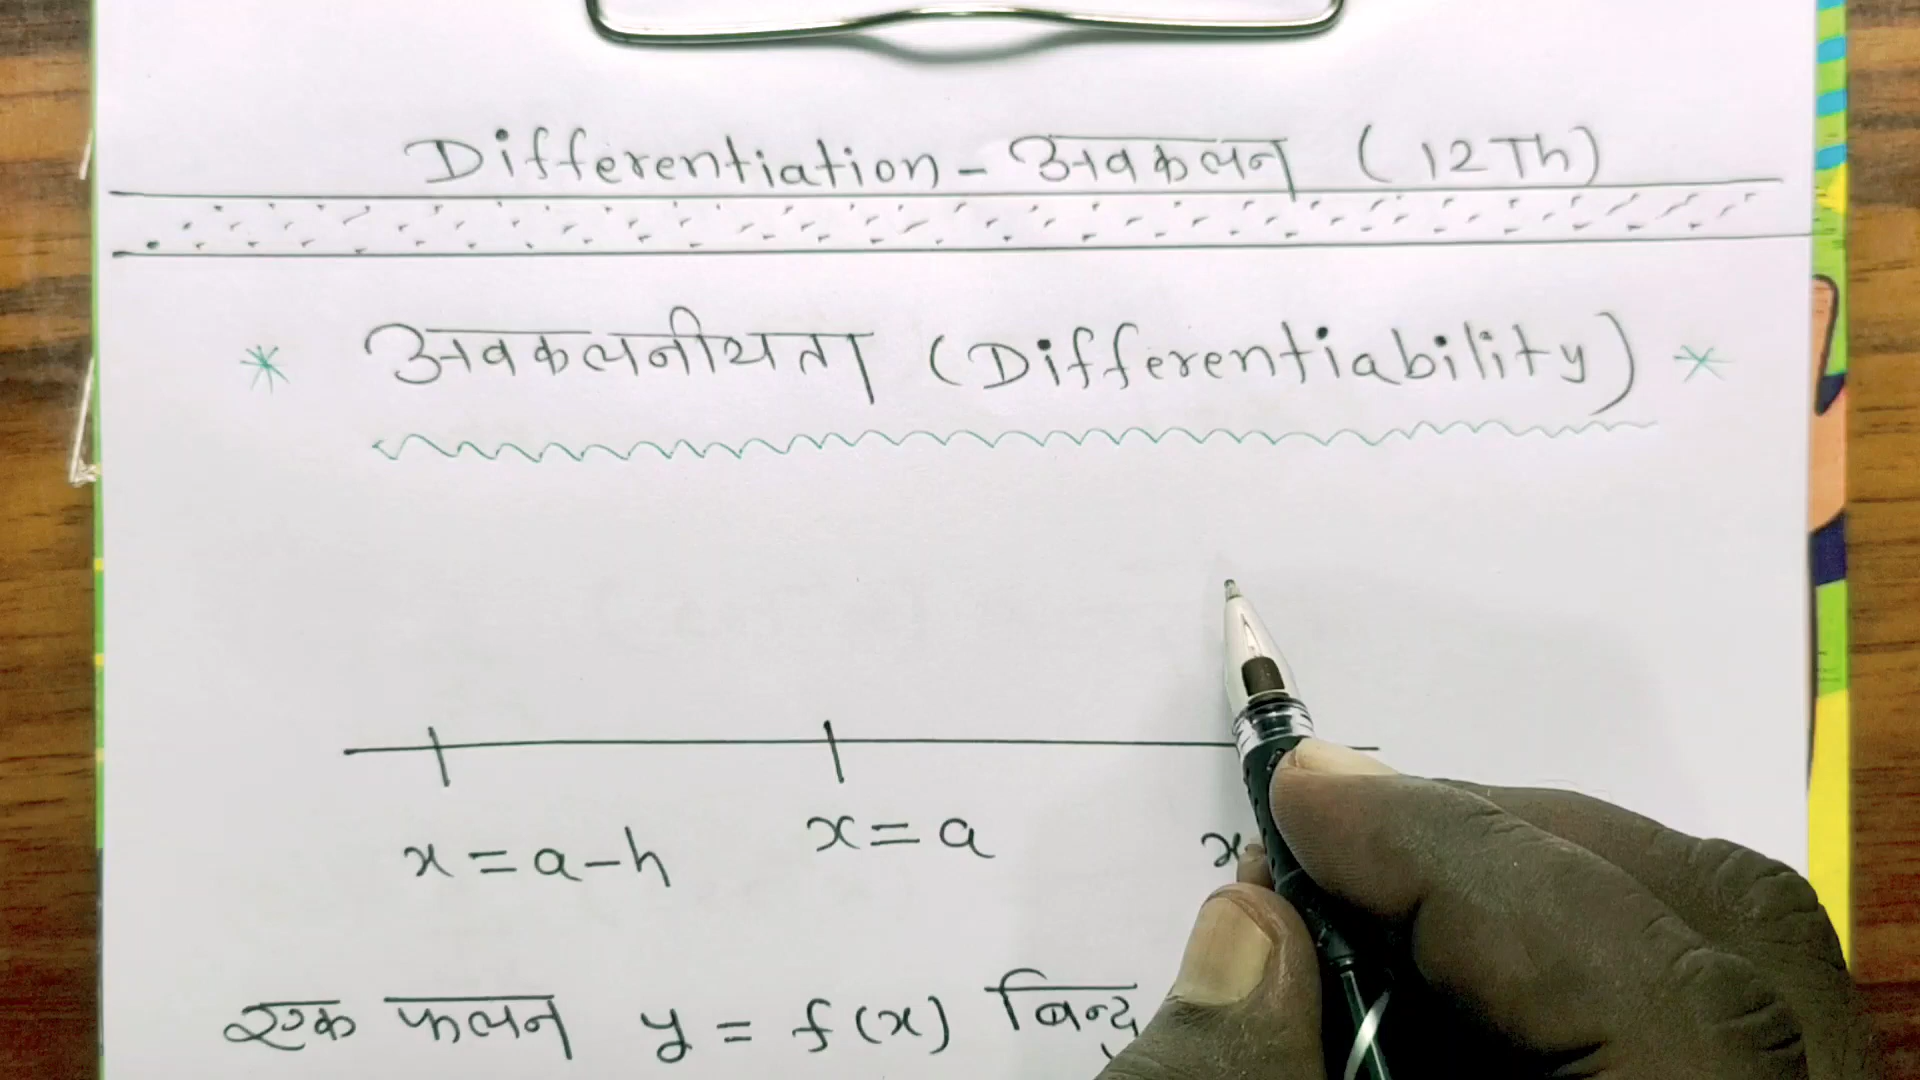 Differentiation - अवकलन (12Th)
* अवकलनीयता (Differentiability) *
x = a-h x = a x
एक फलन y = f(x) बिन्दु